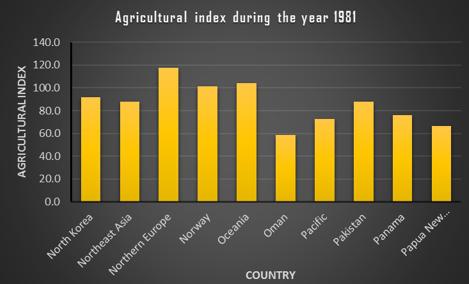 Agricultural index during the year 1981
140.0
120.0
100.0
80.0
60.0
40.0
20.0
0.0
AGRICULTURAL INDEX
North Korea
Northeast Asia
Northern Europe
Norway
Oceania
Oman
Pacific
Pakistan
Panama
Papua New...
COUNTRY